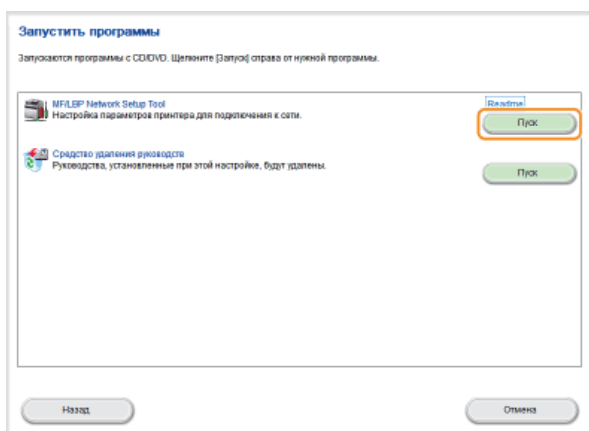 Запустить программы
Запускаются программы с CD/DVD. Щелкните [Запуск] справа от нужной программы.
MF/LBP Network Setup Tool
Readme
Настройка параметров принтера для подключения к сети.
Пуск
Средство удаления руководств
Руководства, установленные при этой настройке, будут удалены.
Пуск
Назад
Отмена